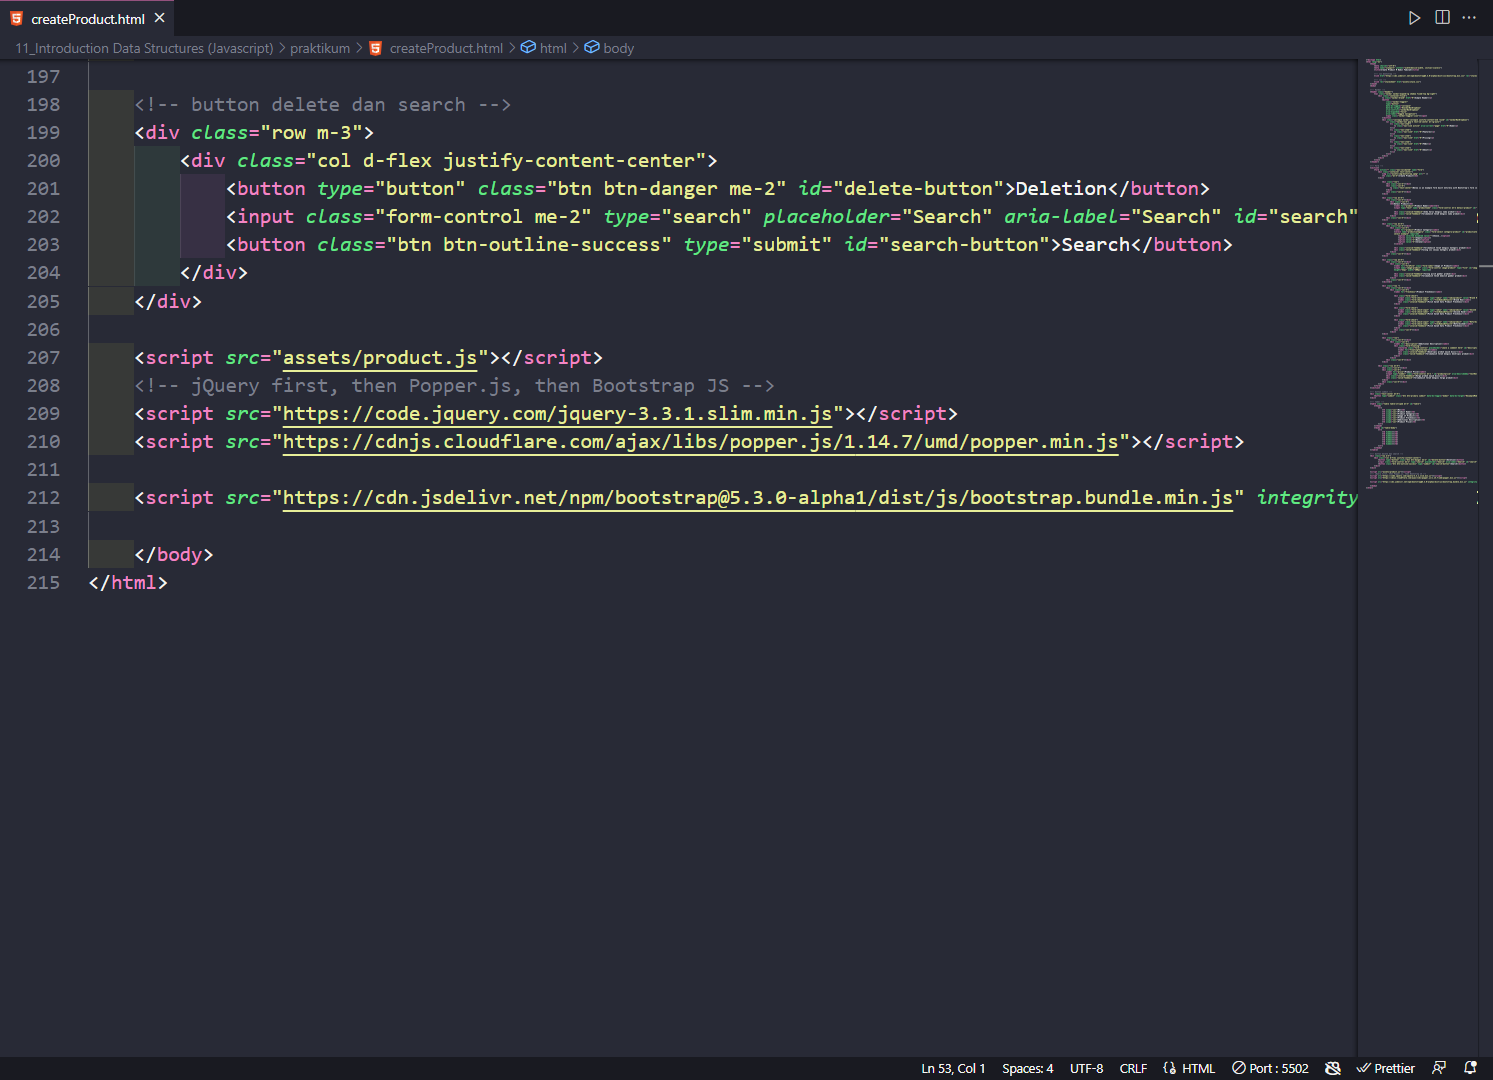 createProduct.html
11_Introduction Data Structures (Javascript) > praktikum > createProduct.html > html > body
197
198 <!-- button delete dan search -->
199 <div class="row m-3">
200 <div class="col d-flex justify-content-center">
201 <button type="button" class="btn btn-danger me-2" id="delete-button">Deletion</button>
202 <input class="form-control me-2" type="search" placeholder="Search" aria-label="Search" id="search"
203 <button class="btn btn-outline-success" type="submit" id="search-button">Search</button>
204 </div>
205 </div>
206
207 <script src="assets/product.js"></script>
208 <!-- jQuery first, then Popper.js, then Bootstrap JS -->
209 <script src="https://code.jquery.com/jquery-3.3.1.slim.min.js"></script>
210 <script src="https://cdnjs.cloudflare.com/ajax/libs/popper.js/1.14.7/umd/popper.min.js"></script>
211
212 <script src="https://cdn.jsdelivr.net/npm/bootstrap@5.3.0-alpha1/dist/js/bootstrap.bundle.min.js" integrity
213
214 </body>
215 </html>
Ln 53, Col 1 Spaces: 4 UTF-8 CRLF HTML Port : 5502 Prettier